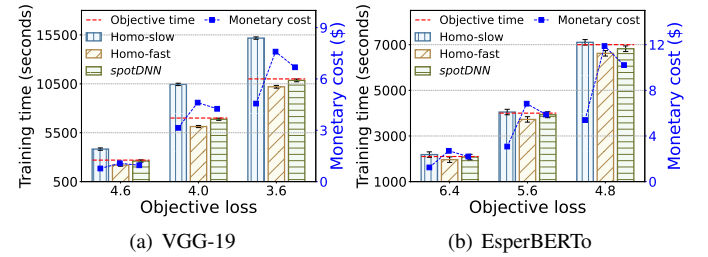 Objective time
Monetary cost
Homo-slow
Homo-fast
spotDNN
Training time (seconds)
15500
10500
5500
500
Monetary cost ($)
9
6
3
0
4.6 4.0 3.6
Objective loss
(a) VGG-19
Objective time
Monetary cost
Homo-slow
Homo-fast
spotDNN
Training time (seconds)
7000
5000
3000
1000
Monetary cost ($)
12
8
4
0
6.4 5.6 4.8
Objective loss
(b) EsperBERTo